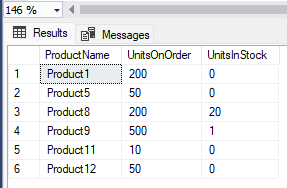 146 %
Results Messages
ProductName UnitsOnOrder UnitsInStock
1 Product1 200 0
2 Product5 50 0
3 Product8 200 20
4 Product9 500 1
5 Product11 10 0
6 Product12 50 0